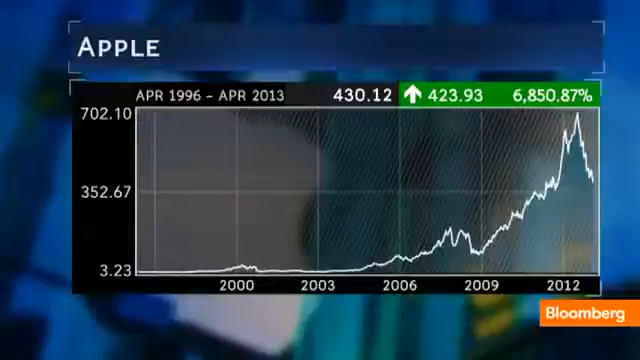 APPLE
APR 1996 - APR 2013 430.12 423.93 6,850.87%
702.10
352.67
3.23
2000 2003 2006 2009 2012
Bloomberg